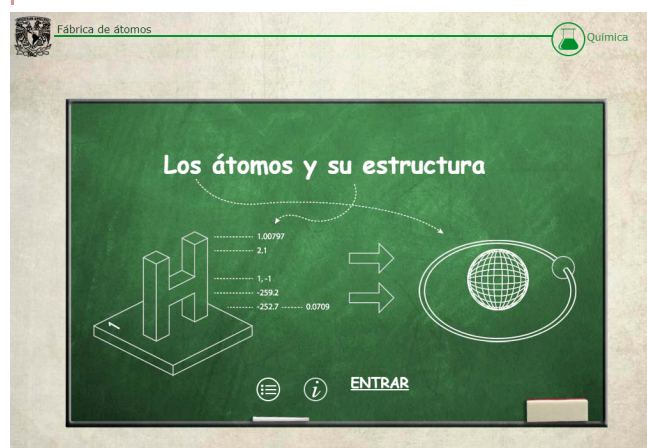 Fábrica de átomos
Química
Los átomos y su estructura
1.00797
2.1
1, -1
-259.2
-252.7 0.0709
H
1
i
ENTRAR